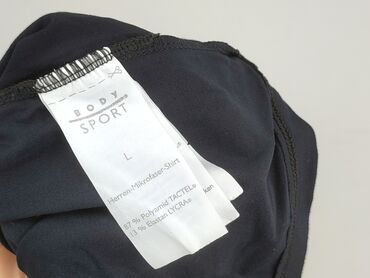 BODY
SPORT
L
Herren-Mikrofaser-Shirt
87 % Polyamid TACTEL®
13 % Elastan LYCRA®